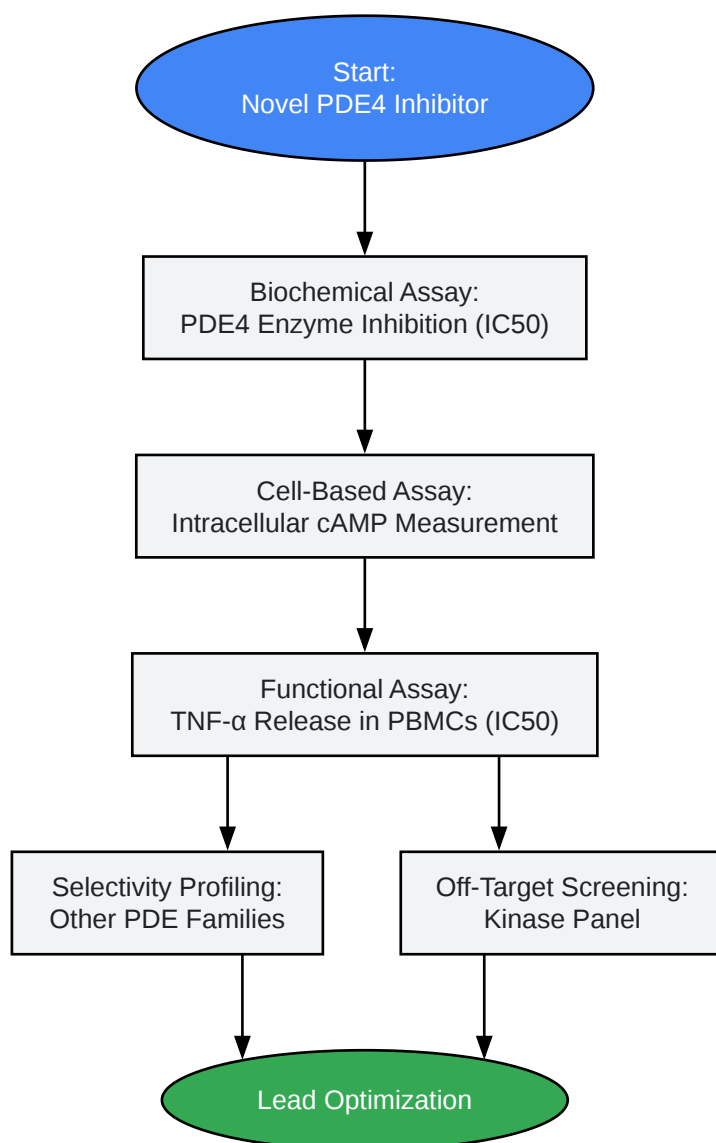 Start:
Novel PDE4 Inhibitor
Biochemical Assay:
PDE4 Enzyme Inhibition (IC50)
Cell-Based Assay:
Intracellular cAMP Measurement
Functional Assay:
TNF-α Release in PBMCs (IC50)
Selectivity Profiling:
Other PDE Families
Off-Target Screening:
Kinase Panel
Lead Optimization